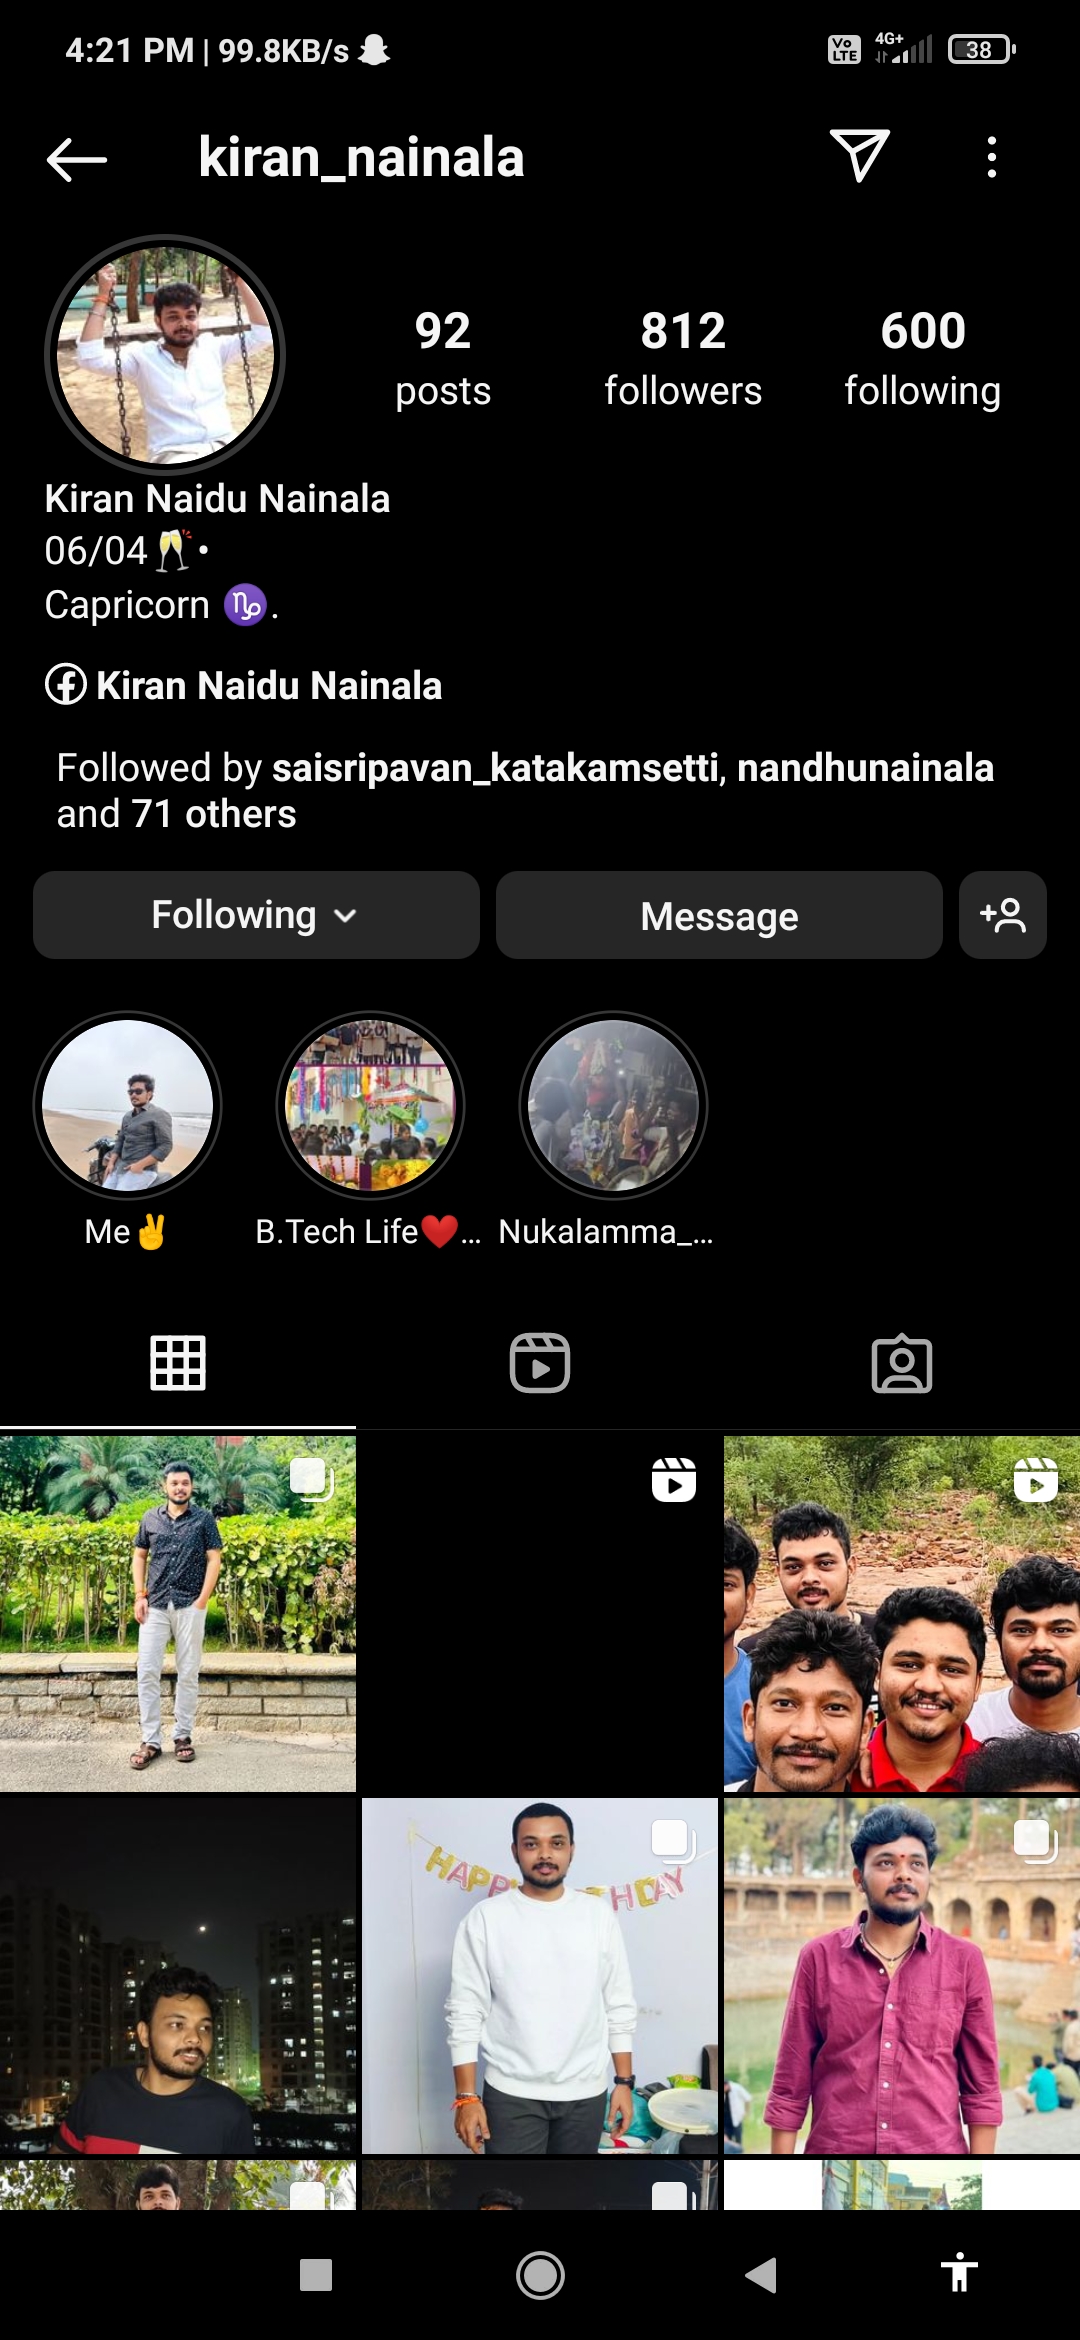 4:21 PM | 99.8KB/s
Vo LTE 4G+ 38
kiran_nainala
92 812 600
posts followers following
Kiran Naidu Nainala
06/04🥂•
Capricorn ♑.
Kiran Naidu Nainala
Followed by saisripavan_katakamsetti, nandhunainala
and 71 others
Following Message
Me✌ B.Tech Life❤️... Nukalamma_...
HAPP HDAY